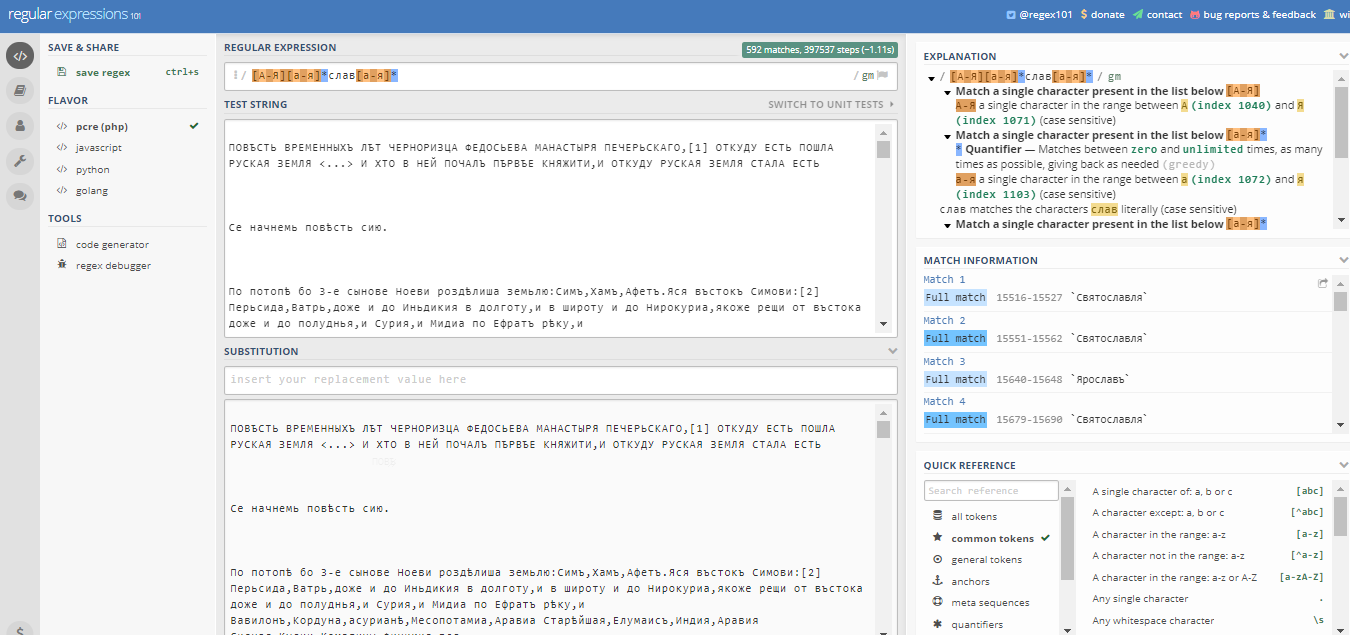 regular expressions 101
@regex101 $ donate contact bug reports & feedback wi
SAVE & SHARE
save regex ctrl+s
FLAVOR
</> pcre (php)
</> javascript
</> python
</> golang
TOOLS
code generator
regex debugger
REGULAR EXPRESSION
592 matches, 397537 steps (~1.11s)
/ [А-Я][а-я]*слав[а-я]* / gm
TEST STRING SWITCH TO UNIT TESTS
ПОВѢСТЬ ВРЕМЕННЫХЪ ЛѢТ ЧЕРНОРИЗЦА ФЕДОСЬЕВА МАНАСТЫРЯ ПЕЧЕРЬСКАГО,[1] ОТКУДУ ЕСТЬ ПОШЛА
РУСКАЯ ЗЕМЛЯ <...> И ХТО В НЕЙ ПОЧАЛЪ ПѢРВѢЕ КНЯЖИТИ,И ОТКУДУ РУСКАЯ ЗЕМЛЯ СТАЛА ЕСТЬ
Се начнемь повѣсть сию.
По потопѣ бо 3-е сынове Ноеви роздѣлиша земьлю:Симъ,Хамъ,Афетъ.Яся въстокъ Симови:[2]
Перьсида,Ватрь,доже и до Иньдикия в долготу,и в широту и до Нирокурия,якоже рещи от въстока
доже и до полуднья,и Сурия,и Мидиа по Ефратъ рѣку,и
SUBSTITUTION
insert your replacement value here
ПОВѢСТЬ ВРЕМЕННЫХЪ ЛѢТ ЧЕРНОРИЗЦА ФЕДОСЬЕВА МАНАСТЫРЯ ПЕЧЕРЬСКАГО,[1] ОТКУДУ ЕСТЬ ПОШЛА
РУСКАЯ ЗЕМЛЯ <...> И ХТО В НЕЙ ПОЧАЛЪ ПѢРВѢЕ КНЯЖИТИ,И ОТКУДУ РУСКАЯ ЗЕМЛЯ СТАЛА ЕСТЬ
Се начнемь повѣсть сию.
По потопѣ бо 3-е сынове Ноеви роздѣлиша земьлю:Симъ,Хамъ,Афетъ.Яся въстокъ Симови:[2]
Перьсида,Ватрь,доже и до Иньдикия в долготу,и в широту и до Нирокурия,якоже рещи от въстока
доже и до полуднья,и Сурия,и Мидиа по Ефратъ рѣку,и
Вавилонъ,Кордуна,асурианѣ,Месопотамиа,Аравиа Старѣйшая,Елумаисъ,Индия,Аравия
EXPLANATION
/ [А-Я][а-я]*слав[а-я]* / gm
Match a single character present in the list below [А-Я]
А-Я a single character in the range between А (index 1040) and Я
(index 1071) (case sensitive)
Match a single character present in the list below [а-я]*
* Quantifier — Matches between zero and unlimited times, as many
times as possible, giving back as needed (greedy)
а-я a single character in the range between а (index 1072) and я
(index 1103) (case sensitive)
слав matches the characters слав literally (case sensitive)
Match a single character present in the list below [а-я]*
MATCH INFORMATION
Match 1
Full match 15516-15527 `Святославля`
Match 2
Full match 15551-15562 `Святославля`
Match 3
Full match 15640-15648 `Ярославъ`
Match 4
Full match 15679-15690 `Святославля`
QUICK REFERENCE
Search reference
all tokens
common tokens
general tokens
anchors
meta sequences
quantifiers
A single character of: a, b or c [abc]
A character except: a, b or c [^abc]
A character in the range: a-z [a-z]
A character not in the range: a-z [^a-z]
A character in the range: a-z or A-Z [a-zA-Z]
Any single character .
Any whitespace character \s